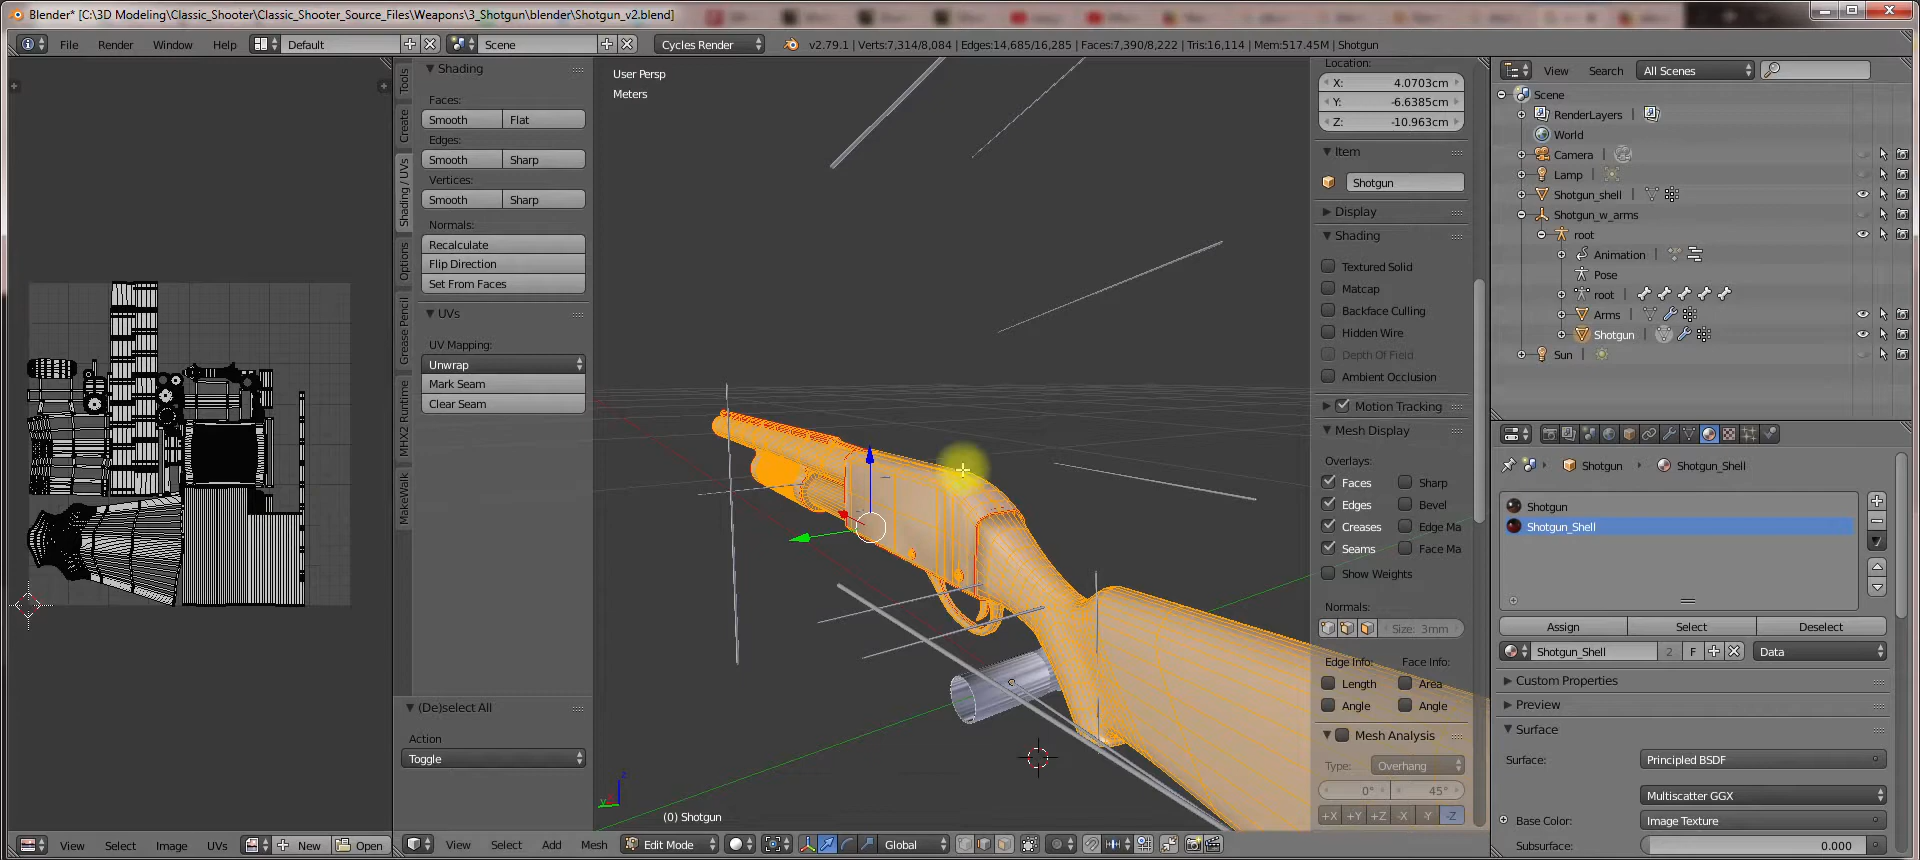 Blender* [C:\3D Modeling\Classic_Shooter\Classic_Shooter_Source_Files\Weapons\3_Shotgun\blender\Shotgun_v2.blend]
File Render Window Help Default Scene Cycles Render v2.79.1 | Verts:7,314/8,084 | Edges:14,685/16,285 | Faces:7,390/8,222 | Tris:16,114 | Mem:517.45M | Shotgun
Tools
Create
Shading / UVs
Options
Grease Pencil
MHX2 Runtime
MakeWalk
Shading
Faces:
Smooth Flat
Edges:
Smooth Sharp
Vertices:
Smooth Sharp
Normals:
Recalculate
Flip Direction
Set From Faces
UVs
UV Mapping:
Unwrap
Mark Seam
Clear Seam
(De)select All
Action
Toggle
User Persp
Meters
(0) Shotgun
Location:
X: 4.0703cm
Y: -6.6385cm
Z: -10.963cm
Item
Shotgun
Display
Shading
Textured Solid
Matcap
Backface Culling
Hidden Wire
Depth Of Field
Ambient Occlusion
Motion Tracking
Mesh Display
Overlays:
Faces Sharp
Edges Bevel
Creases Edge Ma
Seams Face Ma
Show Weights
Normals:
Size: 3mm
Edge Info: Face Info:
Length Area
Angle Angle
Mesh Analysis
Type: Overhang
0° 45°
+X +Y +Z -X -Y -Z
View Search All Scenes
Scene
RenderLayers |
World
Camera |
Lamp |
Shotgun_shell |
Shotgun_w_arms
root
Animation |
Pose
root |
Arms |
Shotgun |
Sun |
Shotgun Shotgun_Shell
Shotgun
Shotgun_Shell
Assign Select Deselect
Shotgun_Shell 2 F Data
Custom Properties
Preview
Surface
Surface: Principled BSDF
Multiscatter GGX
Base Color: Image Texture
Subsurface: 0.000
View Select Image UVs New Open
View Select Add Mesh Edit Mode Global